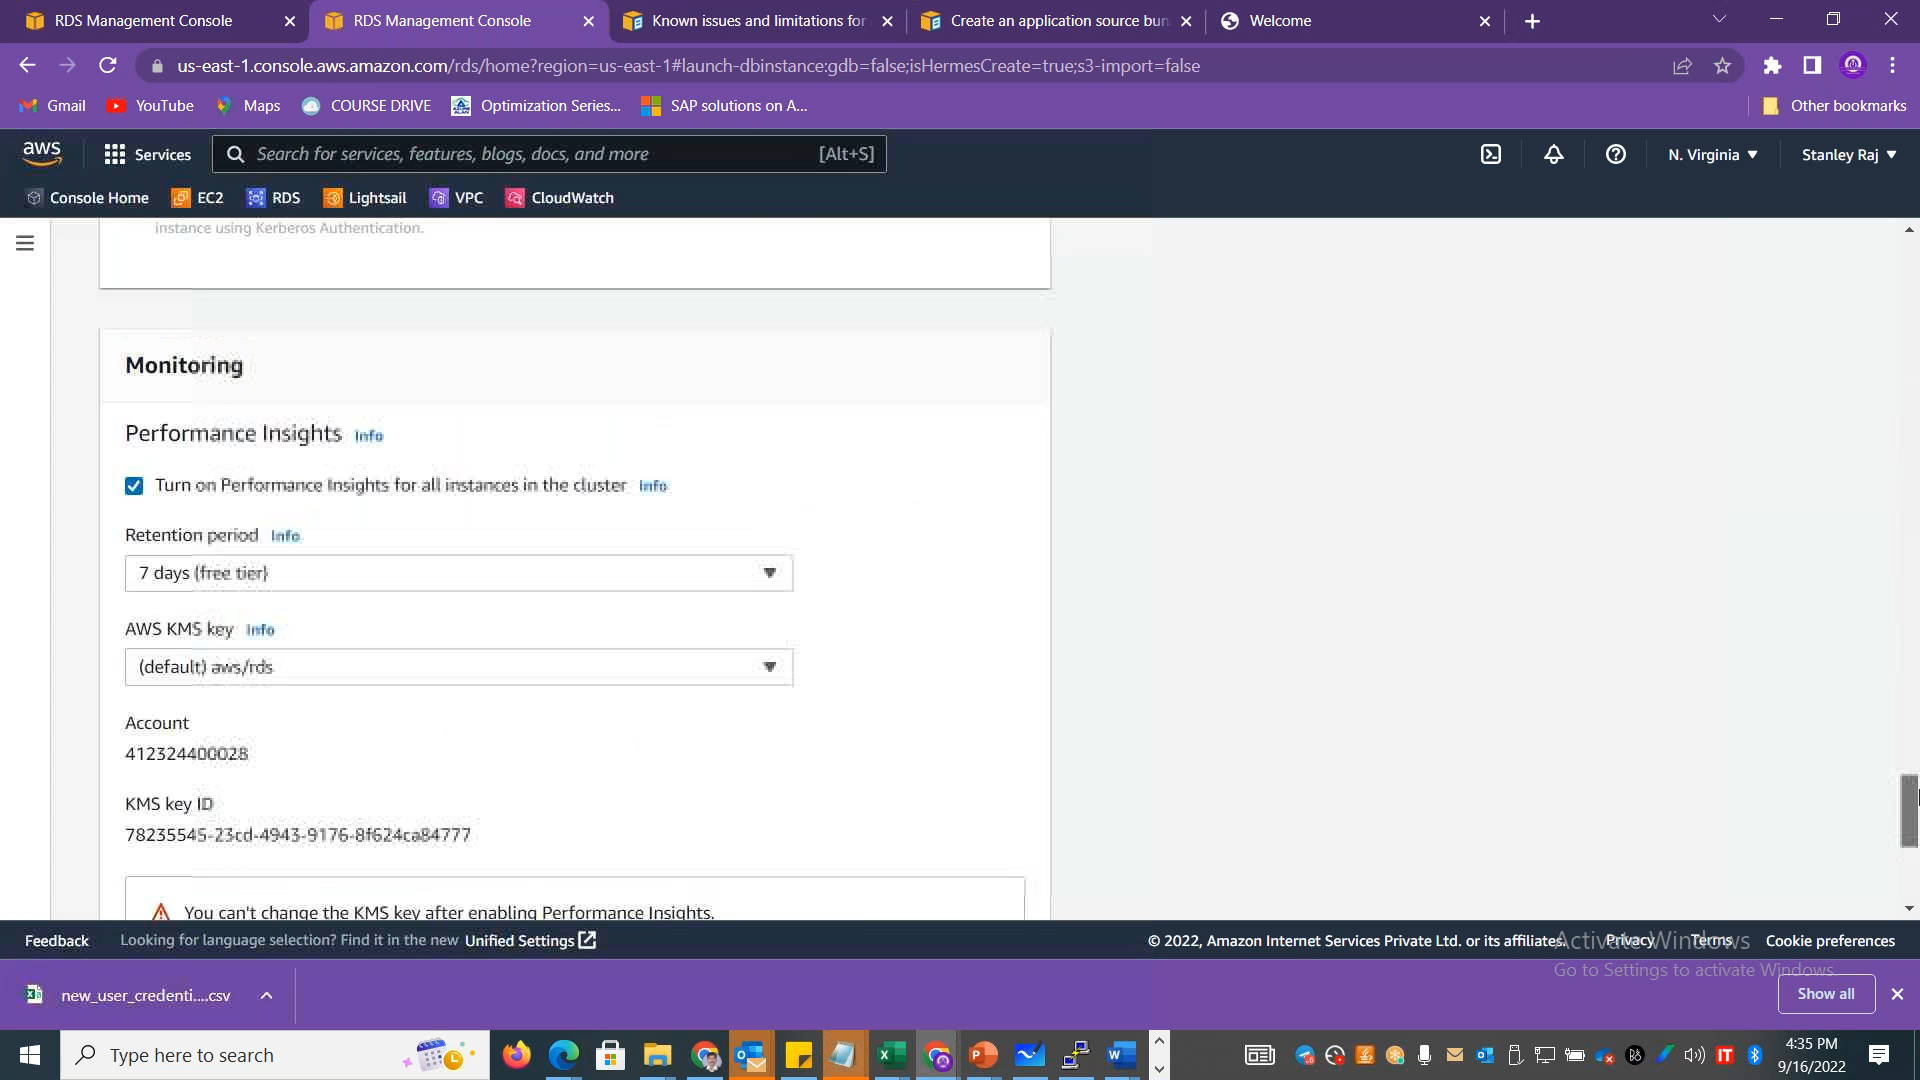 RDS Management Console
RDS Management Console
Known issues and limitations for
Create an application source bun
Welcome
us-east-1.console.aws.amazon.com/rds/home?region=us-east-1#launch-dbinstance:gdb=false;isHermesCreate=true;s3-import=false
Gmail
YouTube
Maps
COURSE DRIVE
Optimization Series...
SAP solutions on A...
Other bookmarks
aws
Services
Search for services, features, blogs, docs, and more
[Alt+S]
N. Virginia
Stanley Raj
Console Home
EC2
RDS
Lightsail
VPC
CloudWatch
instance using Kerberos Authentication.
Monitoring
Performance Insights Info
Turn on Performance Insights for all instances in the cluster Info
Retention period Info
7 days (free tier)
AWS KMS key Info
(default) aws/rds
Account
412324400028
KMS key ID
78235545-23cd-4943-9176-8f624ca84777
You can't change the KMS key after enabling Performance Insights.
Feedback
Looking for language selection? Find it in the new Unified Settings
© 2022, Amazon Internet Services Private Ltd. or its affiliates.
Privacy
Terms
Cookie preferences
Activate Windows
Go to Settings to activate Windows.
new_user_credenti....csv
Show all
Type here to search
4:35 PM
9/16/2022